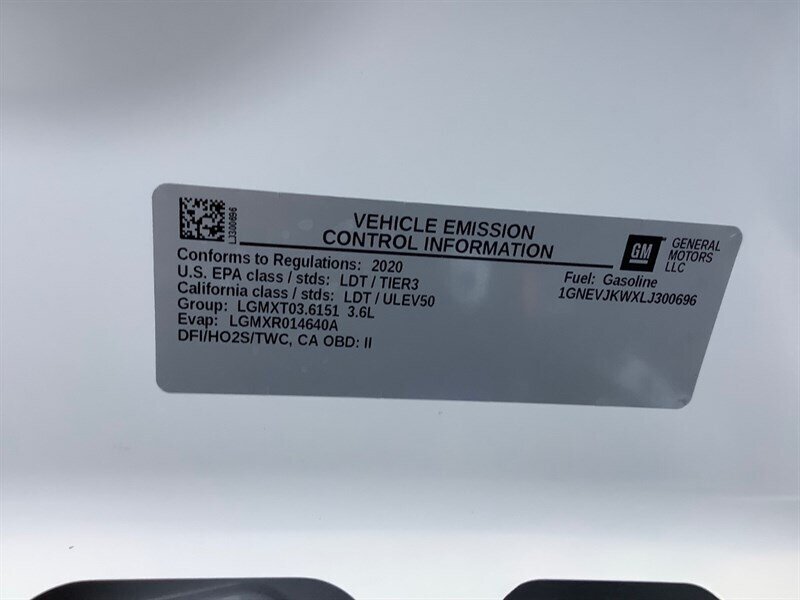 LJ300696
VEHICLE EMISSION
CONTROL INFORMATION
GM
GENERAL
MOTORS
LLC
Conforms to Regulations: 2020
U.S. EPA class / stds: LDT / TIER3
California class / stds: LDT / ULEV50
Group: LGMXT03.6151 3.6L
Evap: LGMXR014640A
DFI/HO2S/TWC, CA OBD: II
Fuel: Gasoline
1GNEVJKWXLJ300696